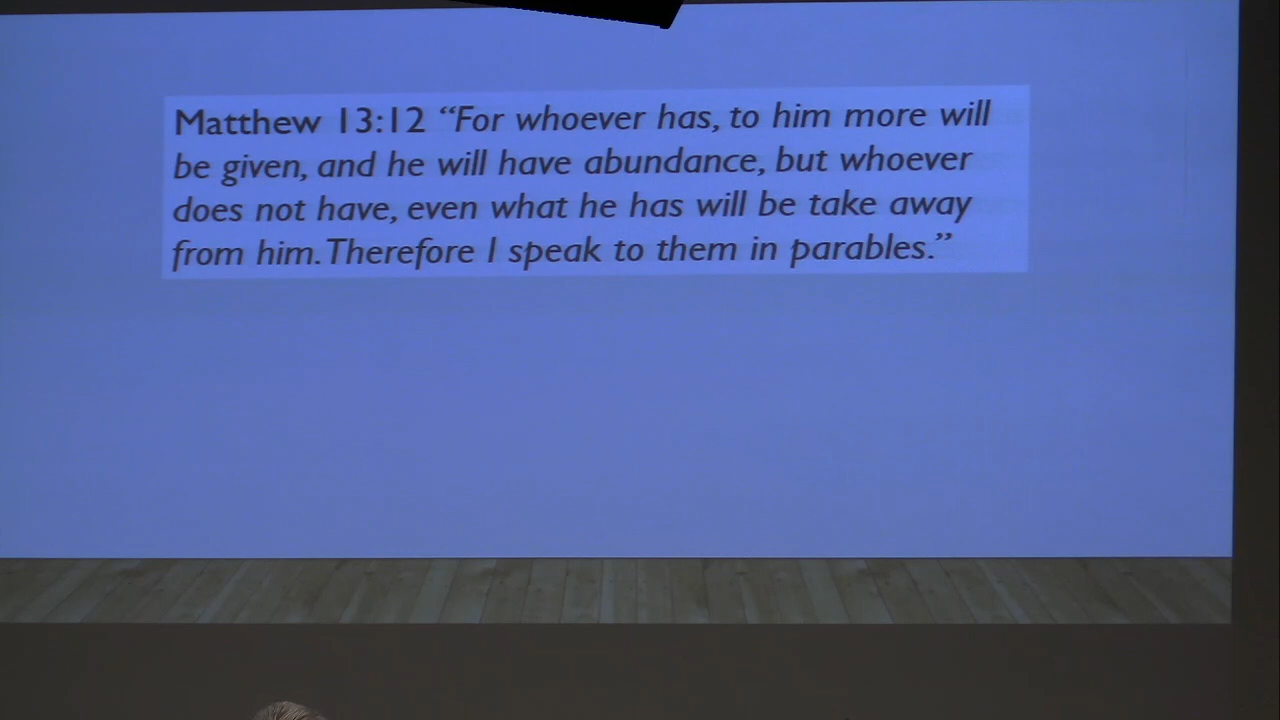 Matthew 13:12 “For whoever has, to him more will
be given, and he will have abundance, but whoever
does not have, even what he has will be take away
from him. Therefore I speak to them in parables.”